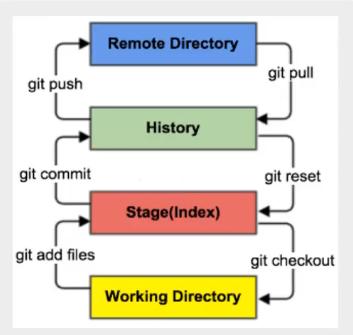 Remote Directory
git push
git pull
History
git commit
git reset
Stage(Index)
git add files
git checkout
Working Directory